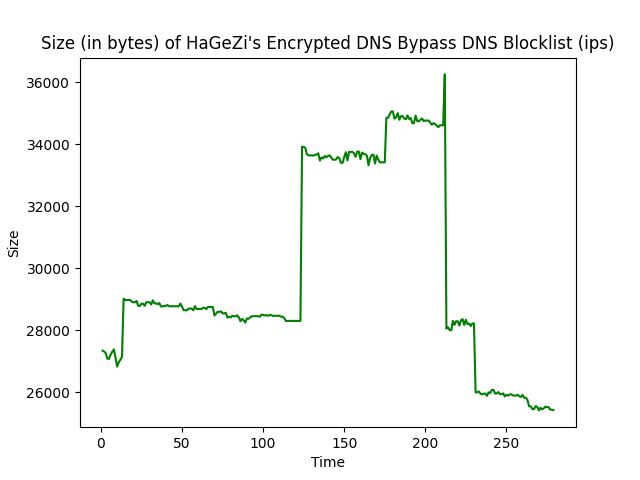 Size (in bytes) of HaGeZi's Encrypted DNS Bypass DNS Blocklist (ips)
36000
34000
32000
30000
28000
26000
Size
0 50 100 150 200 250
Time